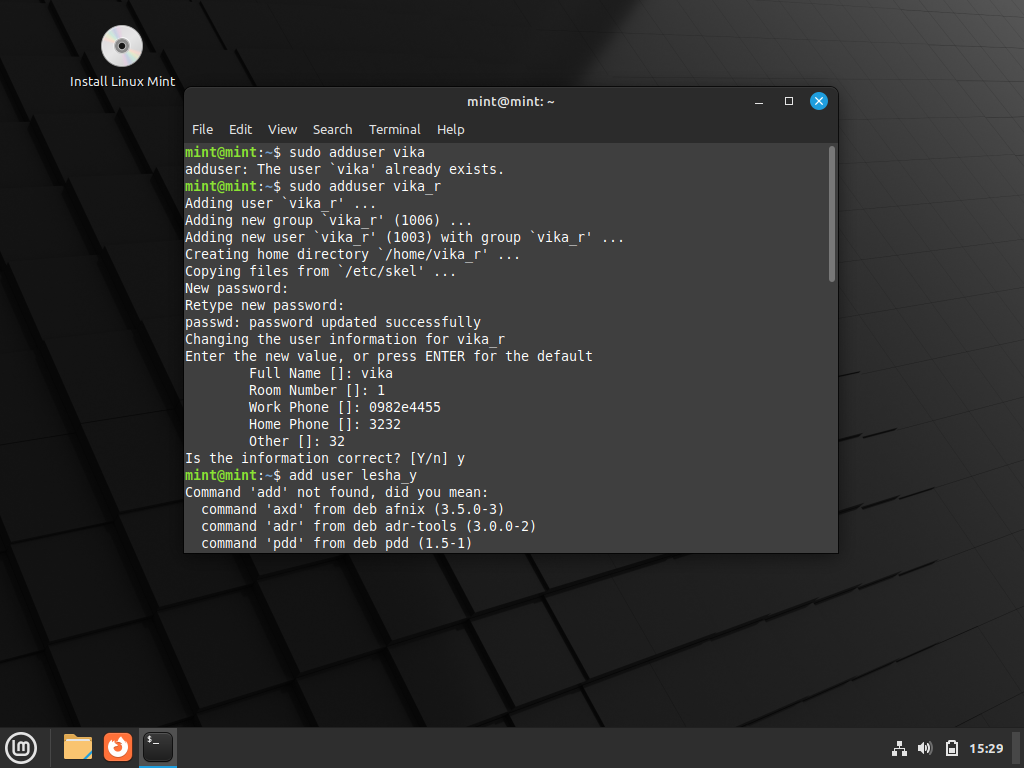 Install Linux Mint
mint@mint: ~
File Edit View Search Terminal Help
mint@mint:~$ sudo adduser vika
adduser: The user `vika' already exists.
mint@mint:~$ sudo adduser vika_r
Adding user `vika_r' ...
Adding new group `vika_r' (1006) ...
Adding new user `vika_r' (1003) with group `vika_r' ...
Creating home directory `/home/vika_r' ...
Copying files from `/etc/skel' ...
New password:
Retype new password:
passwd: password updated successfully
Changing the user information for vika_r
Enter the new value, or press ENTER for the default
        Full Name []: vika
        Room Number []: 1
        Work Phone []: 0982e4455
        Home Phone []: 3232
        Other []: 32
Is the information correct? [Y/n] y
mint@mint:~$ add user lesha_y
Command 'add' not found, did you mean:
  command 'axd' from deb afnix (3.5.0-3)
  command 'adr' from deb adr-tools (3.0.0-2)
  command 'pdd' from deb pdd (1.5-1)
$_
15:29